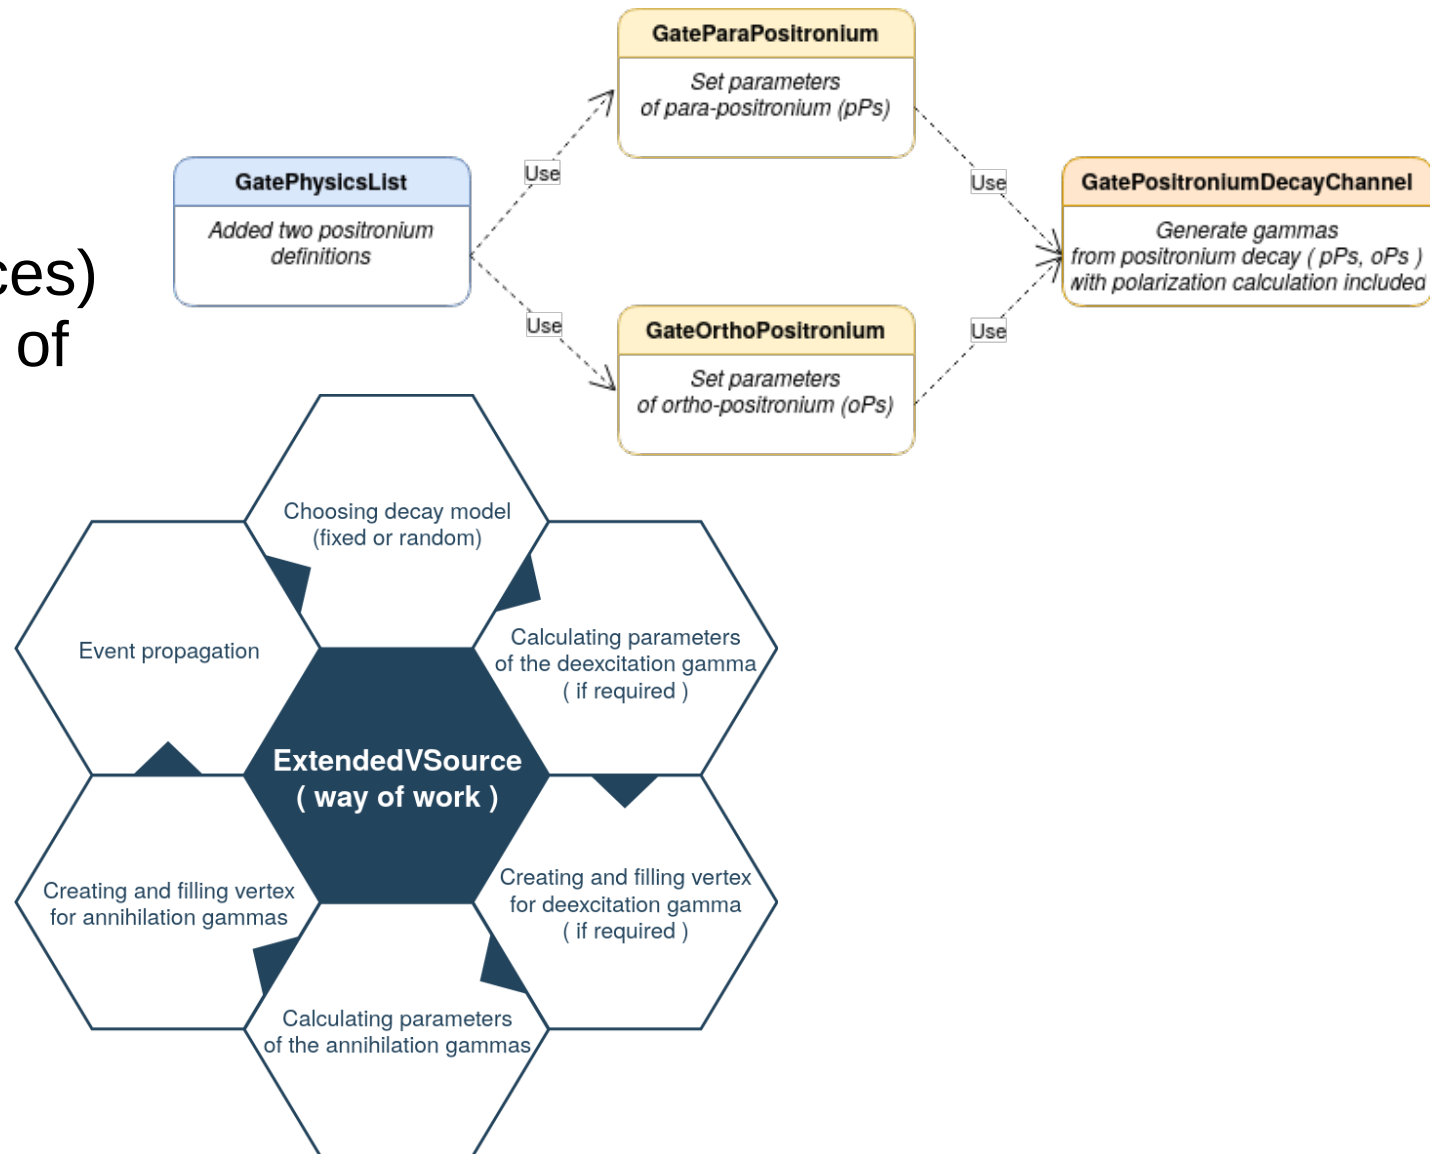 GateParaPositronium
Set parameters
of para-positronium (pPs)
Use
Use
GatePhysicsList
Added two positronium
definitions
GatePositroniumDecayChannel
Generate gammas
from positronium decay ( pPs, oPs )
with polarization calculation included
ces)
of
Use
Use
GateOrthoPositronium
Set parameters
of ortho-positronium (oPs)
Choosing decay model
(fixed or random)
Calculating parameters
of the deexcitation gamma
( if required )
Event propagation
ExtendedVSource
( way of work )
Creating and filling vertex
for deexcitation gamma
( if required )
Creating and filling vertex
for annihilation gammas
Calculating parameters
of the annihilation gammas